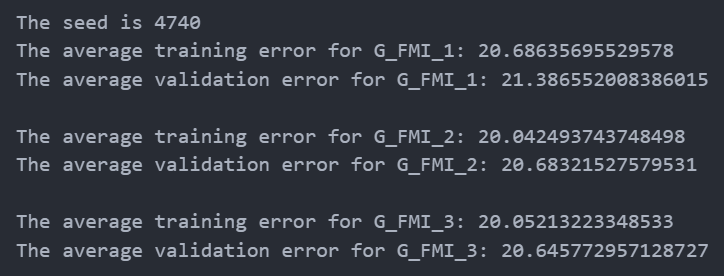 The seed is 4740
The average training error for G_FMI_1: 20.68635695529578
The average validation error for G_FMI_1: 21.386552008386015
The average training error for G_FMI_2: 20.042493743748498
The average validation error for G_FMI_2: 20.68321527579531
The average training error for G_FMI_3: 20.05213223348533
The average validation error for G_FMI_3: 20.645772957128727